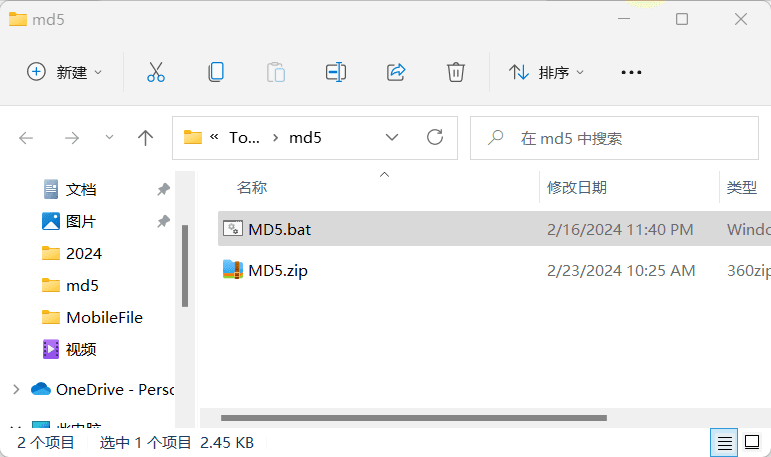 md5
新建
排序
« To... › md5
在 md5 中搜索
名称 修改日期 类型
文档
图片
2024
md5
MobileFile
视频
OneDrive - Perso
此电脑
MD5.bat 2/16/2024 11:40 PM Windo
MD5.zip 2/23/2024 10:25 AM 360zip
2 个项目 选中 1 个项目 2.45 KB